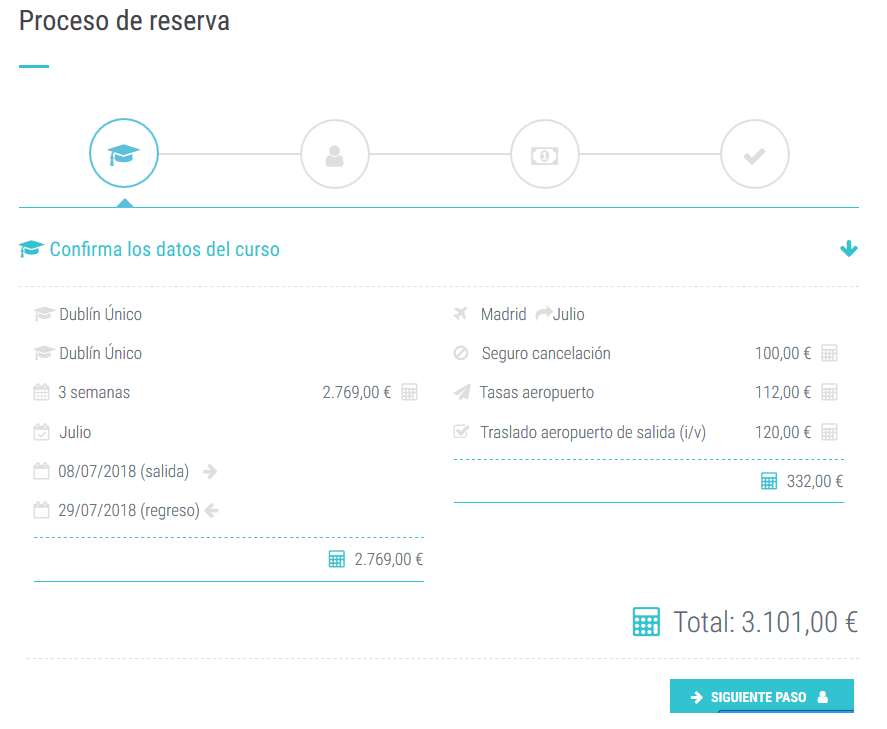 Proceso de reserva
Confirma los datos del curso
Dublín Único
Dublín Único
3 semanas 2.769,00 €
Julio
08/07/2018 (salida)
29/07/2018 (regreso)
2.769,00 €
Madrid Julio
Seguro cancelación 100,00 €
Tasas aeropuerto 112,00 €
Traslado aeropuerto de salida (i/v) 120,00 €
332,00 €
Total: 3.101,00 €
SIGUIENTE PASO